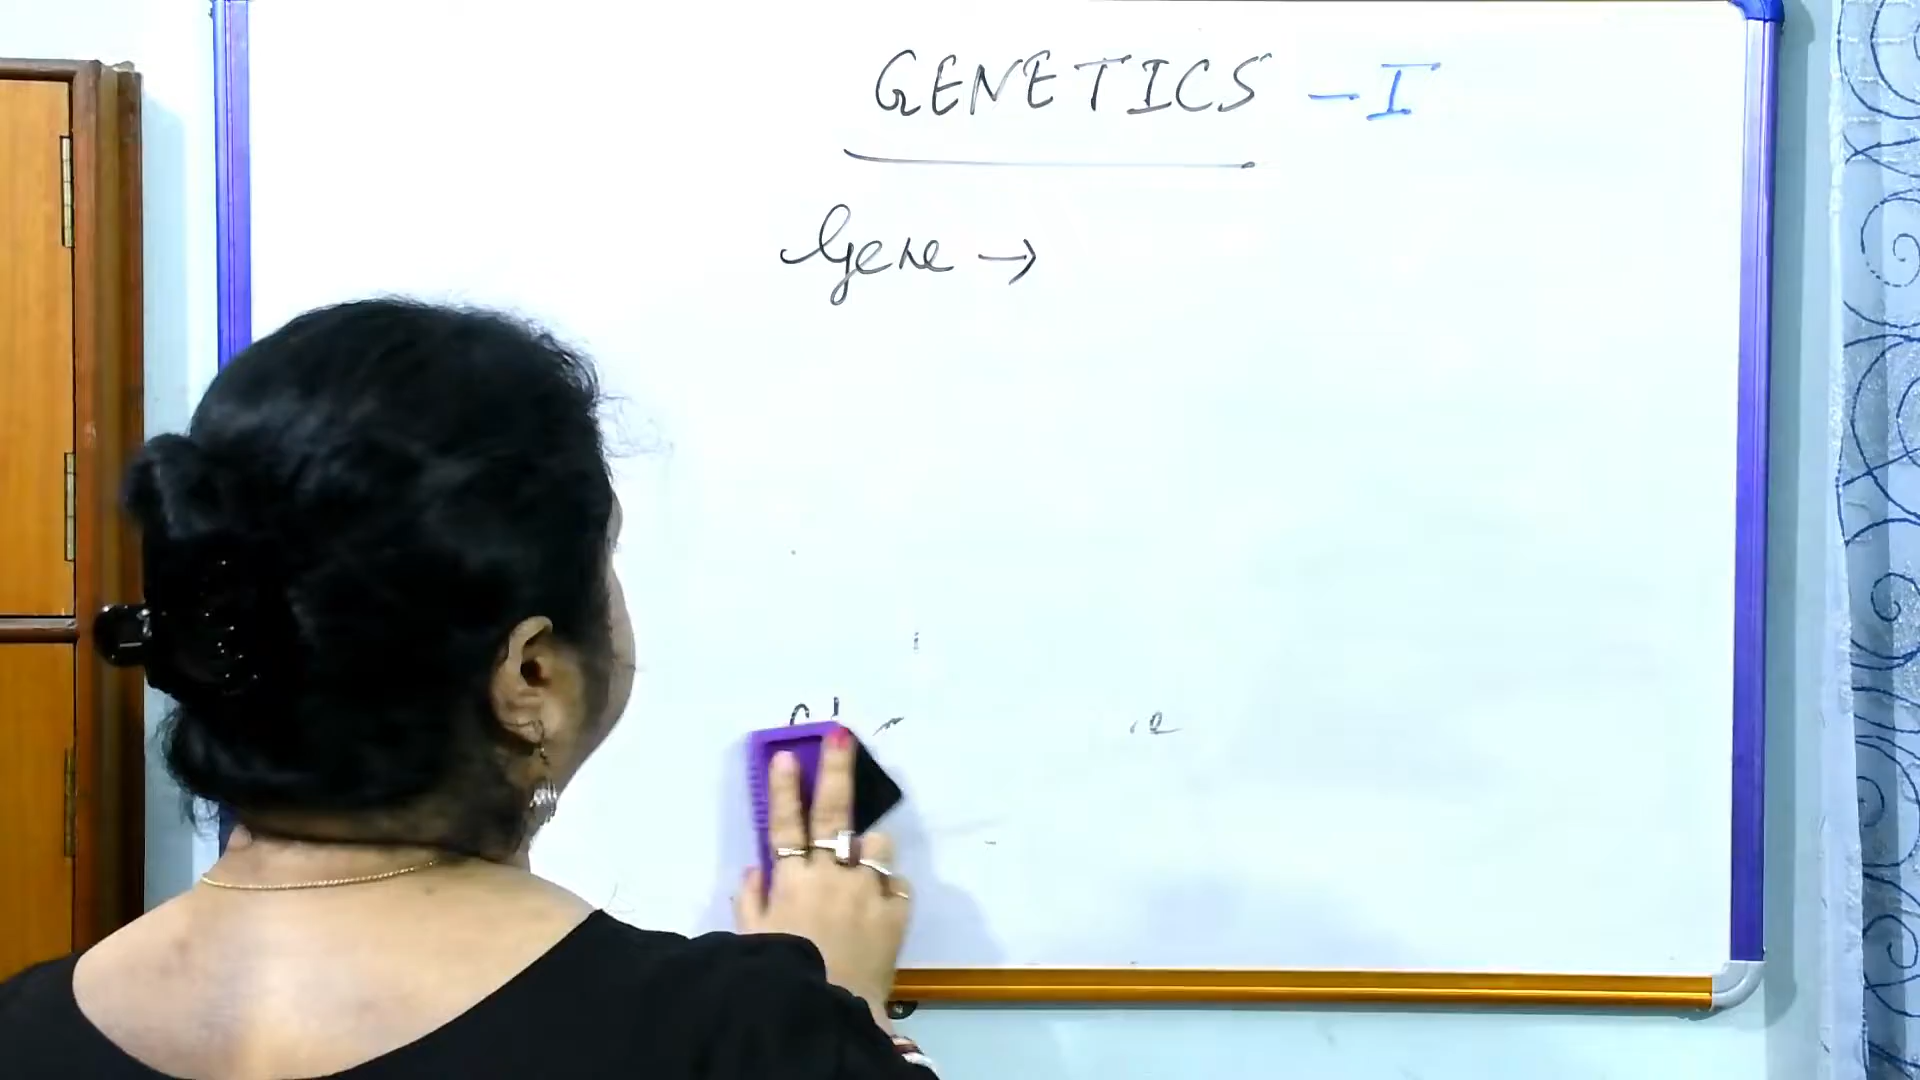 GENETICS - I
Gene →